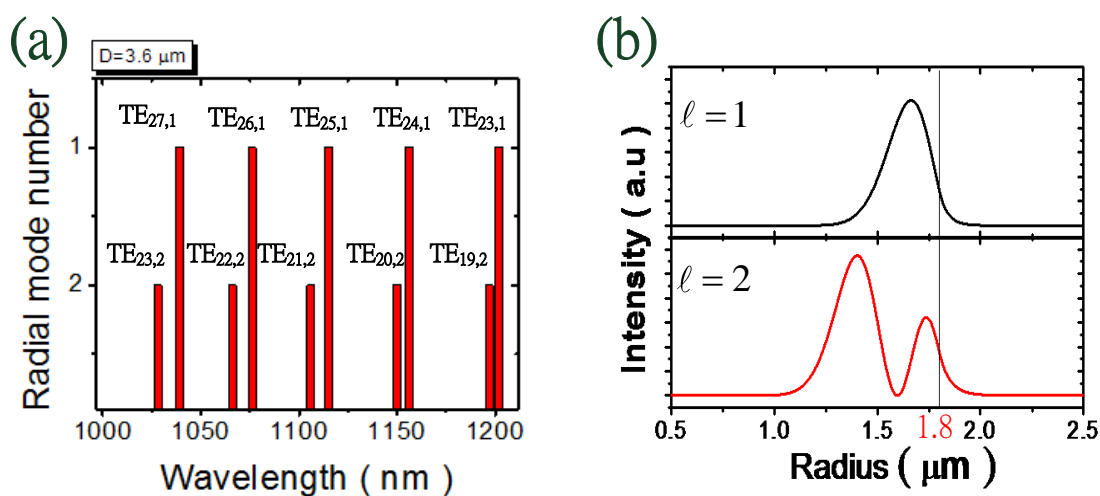 (a)
D=3.6 μm
TE27,1 TE26,1 TE25,1 TE24,1 TE23,1
1
TE23,2 TE22,2 TE21,2 TE20,2 TE19,2
2
Radial mode number
1000 1050 1100 1150 1200
Wavelength ( nm )
(b)
ℓ = 1
ℓ = 2
Intensity ( a.u )
0.5 1.0 1.5 1.8 2.0 2.5
Radius ( μm )